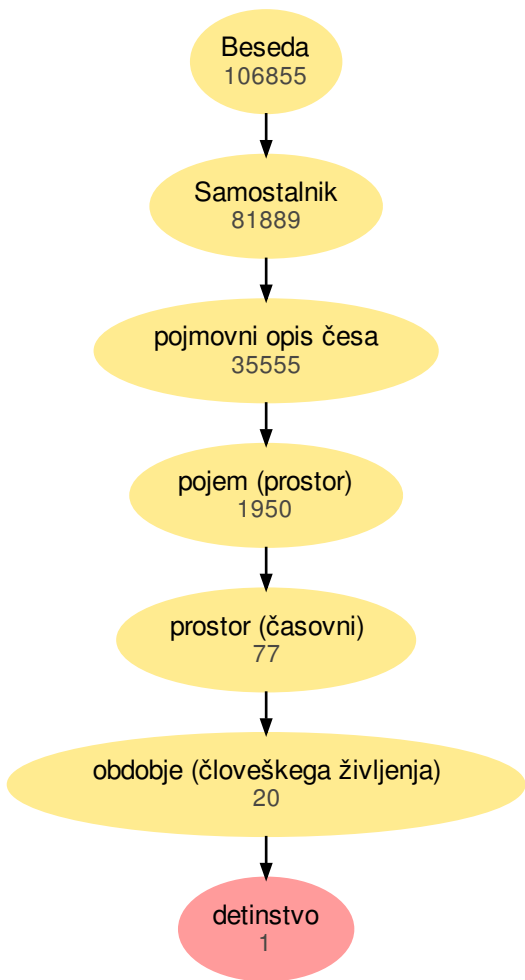 Beseda
106855
Samostalnik
81889
pojmovni opis česa
35555
pojem (prostor)
1950
prostor (časovni)
77
obdobje (človeškega življenja)
20
detinstvo
1